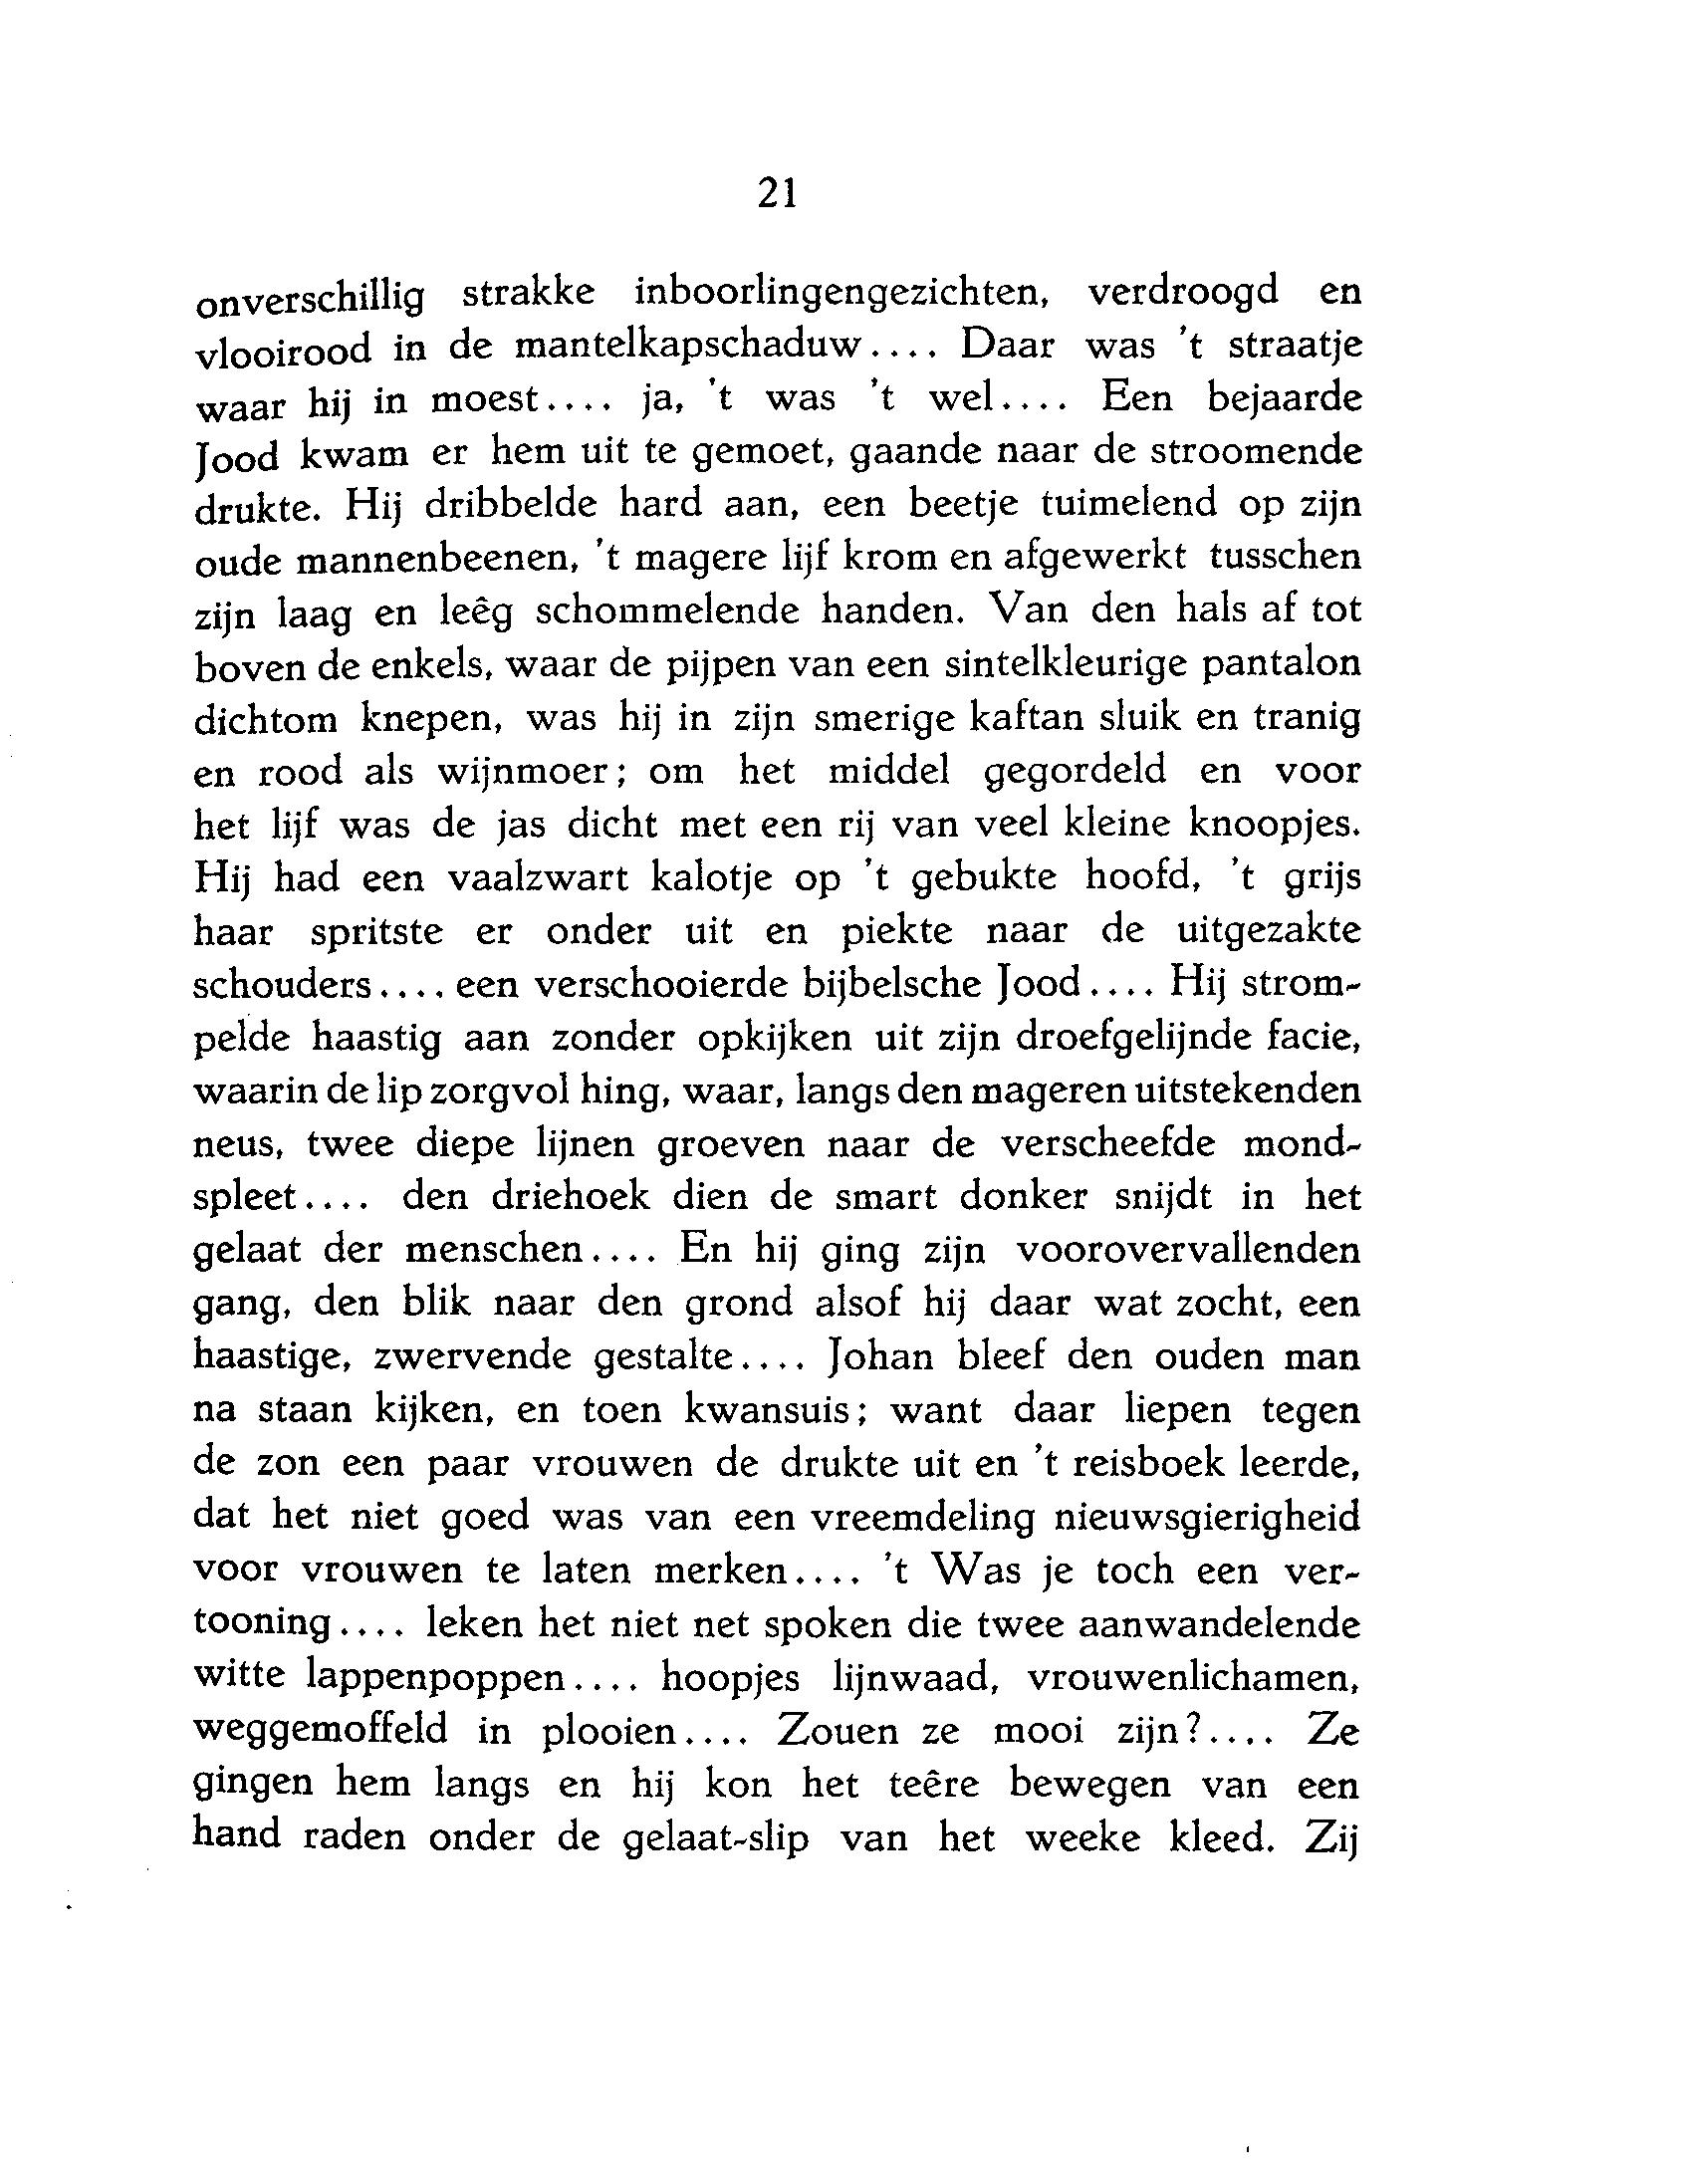 21
onverschillig strakke inboorlingengezichten, verdroogd en
vlooirood in de mantelkapschaduw.... Daar was 't straatje
waar hij in moest.... ja, 't was 't wel.... Een bejaarde
Jood kwam er hem uit te gemoet, gaande naar de stroomende
drukte. Hij dribbelde hard aan, een beetje tuimelend op zijn
oude mannenbeenen, 't magere lijf krom en afgewerkt tusschen
zijn laag en leêg schommelende handen. Van den hals af tot
boven de enkels, waar de pijpen van een sintelkleurige pantalon
dichtom knepen, was hij in zijn smerige kaftan sluik en tranig
en rood als wijnmoer; om het middel gegordeld en voor
het lijf was de jas dicht met een rij van veel kleine knoopjes.
Hij had een vaalzwart kalotje op 't gebukte hoofd, 't grijs
haar spritste er onder uit en piekte naar de uitgezakte
schouders.... een verschooierde bijbelsche Jood.... Hij strom-
pelde haastig aan zonder opkijken uit zijn droefgelijnde facie,
waarin de lip zorgvol hing, waar, langs den mageren uitstekenden
neus, twee diepe lijnen groeven naar de verscheefde mond-
spleet.... den driehoek dien de smart donker snijdt in het
gelaat der menschen.... En hij ging zijn voorovervallenden
gang, den blik naar den grond alsof hij daar wat zocht, een
haastige, zwervende gestalte.... Johan bleef den ouden man
na staan kijken, en toen kwansuis; want daar liepen tegen
de zon een paar vrouwen de drukte uit en 't reisboek leerde,
dat het niet goed was van een vreemdeling nieuwsgierigheid
voor vrouwen te laten merken.... 't Was je toch een ver-
tooning.... leken het niet net spoken die twee aanwandelende
witte lappenpoppen.... hoopjes lijnwaad, vrouwenlichamen,
weggemoffeld in plooien.... Zouen ze mooi zijn?.... Ze
gingen hem langs en hij kon het teêre bewegen van een
hand raden onder de gelaat-slip van het weeke kleed. Zij